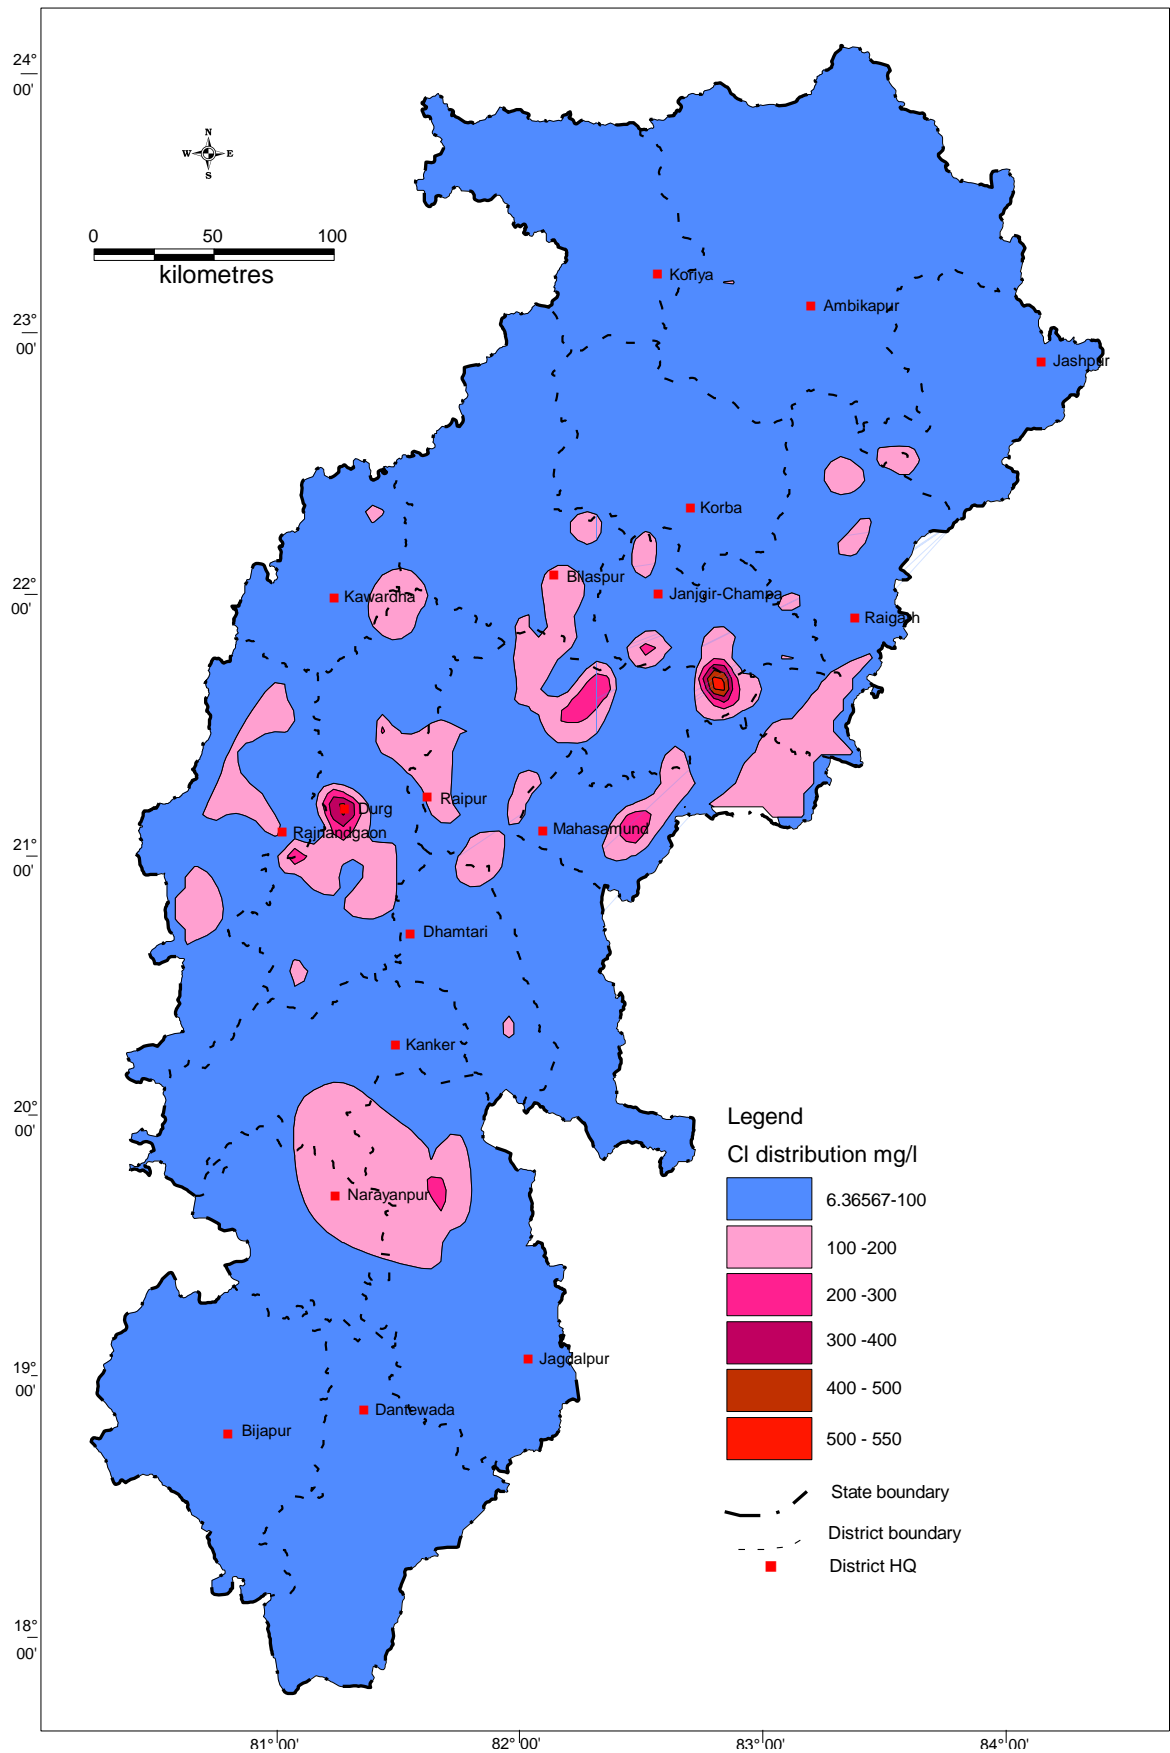 24°
00'
N
W E
S
0 50 100
kilometres
Koriya
Ambikapur
23°
00'
Jashpur
Korba
Bilaspur
22°
00'
Kawardha
Janjgir-Champa
Raigarh
Raipur
Durg
Rajnandgaon
Mahasamund
21°
00'
Dhamtari
Kanker
20°
00'
Legend
Cl distribution mg/l
Narayanpur
6.36567-100
100 -200
200 -300
300 -400
19°
00'
Jagdalpur
400 - 500
Dantewada
Bijapur
500 - 550
State boundary
District boundary
District HQ
18°
00'
81°00' 82°00' 83°00' 84°00'